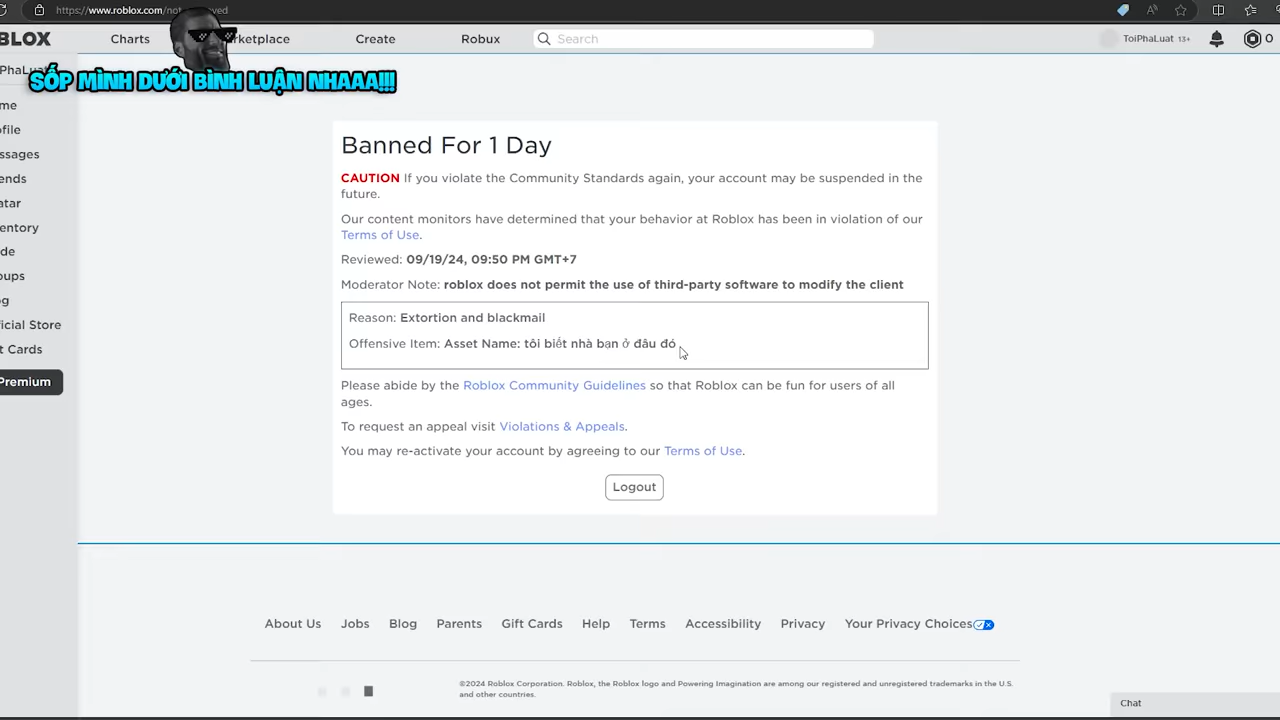 https://www.roblox.com/not
BLOX
Charts
Create
Robux
Search
ToiPhaLuat 13+
0
SỐP MÌNH DƯỚI BÌNH LUẬN NHAAA!!!
me
file
ssages
ends
atar
entory
de
oups
og
ficial Store
t Cards
Premium
Banned For 1 Day
CAUTION If you violate the Community Standards again, your account may be suspended in the
future.
Our content monitors have determined that your behavior at Roblox has been in violation of our
Terms of Use.
Reviewed: 09/19/24, 09:50 PM GMT+7
Moderator Note: roblox does not permit the use of third-party software to modify the client
Reason: Extortion and blackmail
Offensive Item: Asset Name: tôi biết nhà bạn ở đâu đó
Please abide by the Roblox Community Guidelines so that Roblox can be fun for users of all
ages.
To request an appeal visit Violations & Appeals.
You may re-activate your account by agreeing to our Terms of Use.
Logout
About Us
Jobs
Blog
Parents
Gift Cards
Help
Terms
Accessibility
Privacy
Your Privacy Choices
©2024 Roblox Corporation. Roblox, the Roblox logo and Powering Imagination are among our registered and unregistered trademarks in the U.S.
and other countries.
Chat